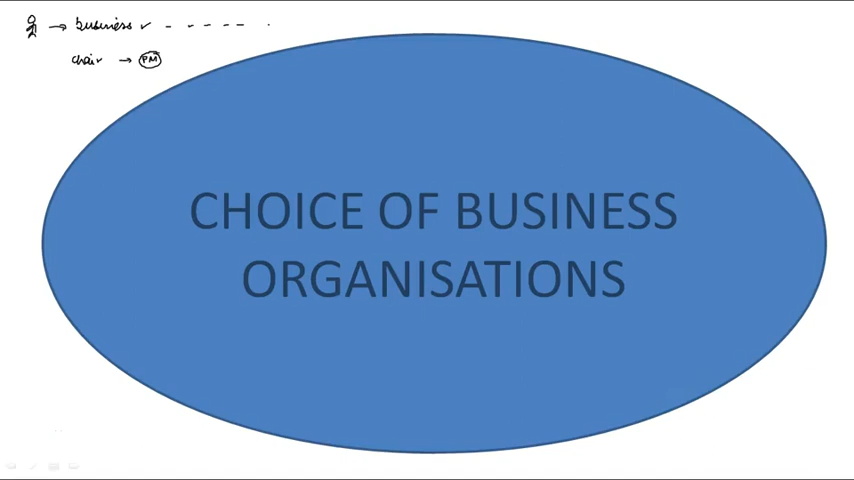 → business ✓ - - - - -
chair → PM
CHOICE OF BUSINESS
ORGANISATIONS